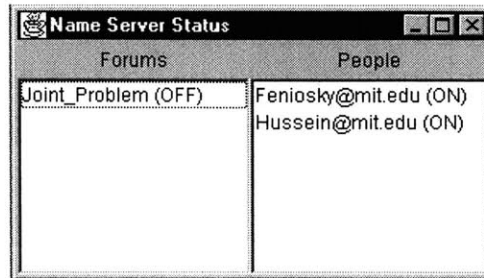 Name Server Status
Forums People
Joint_Problem (OFF) Feniosky@mit.edu (ON)
Hussein@mit.edu (ON)